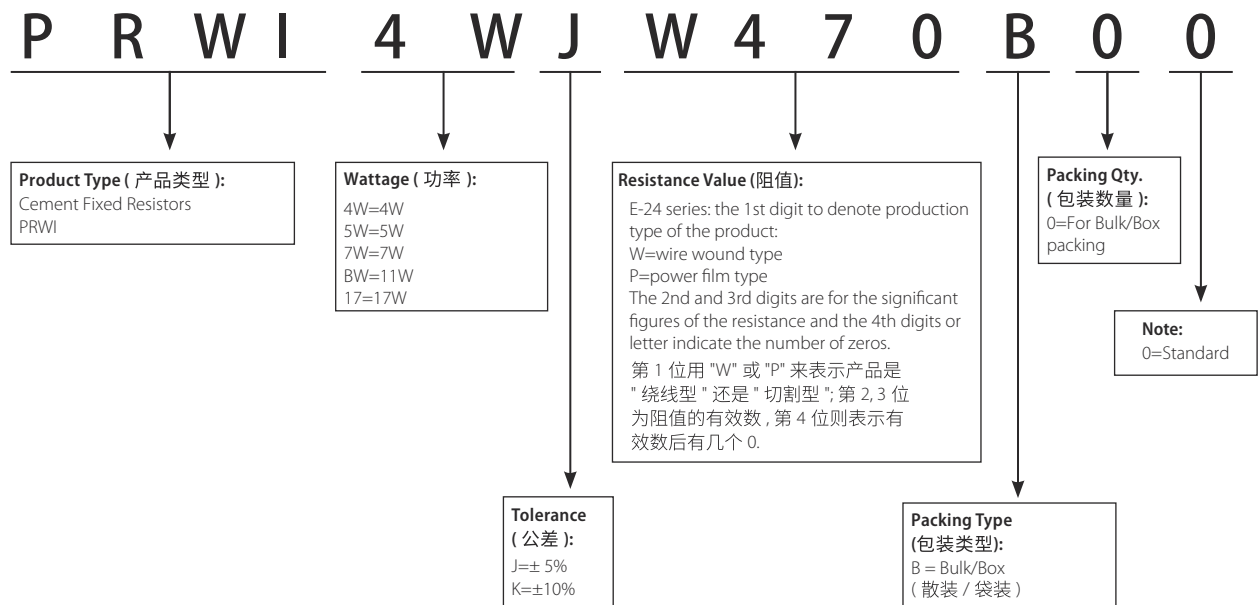 P R W I 4 W J W 4 7 0 B 0 0
Product Type ( 产品类型 ):
Cement Fixed Resistors
PRWI
Wattage ( 功率 ):
4W=4W
5W=5W
7W=7W
BW=11W
17=17W
Resistance Value (阻值):
E-24 series: the 1st digit to denote production
type of the product:
W=wire wound type
P=power film type
The 2nd and 3rd digits are for the significant
figures of the resistance and the 4th digits or
letter indicate the number of zeros.
第 1 位用 "W" 或 "P" 来表示产品是
" 绕线型 " 还是 " 切割型 "; 第 2, 3 位
为阻值的有效数 , 第 4 位则表示有
效数后有几个 0.
Packing Qty.
( 包装数量 ):
0=For Bulk/Box
packing
Note:
0=Standard
Tolerance
( 公差 ):
J=± 5%
K=±10%
Packing Type
(包装类型):
B = Bulk/Box
( 散装 / 袋装 )